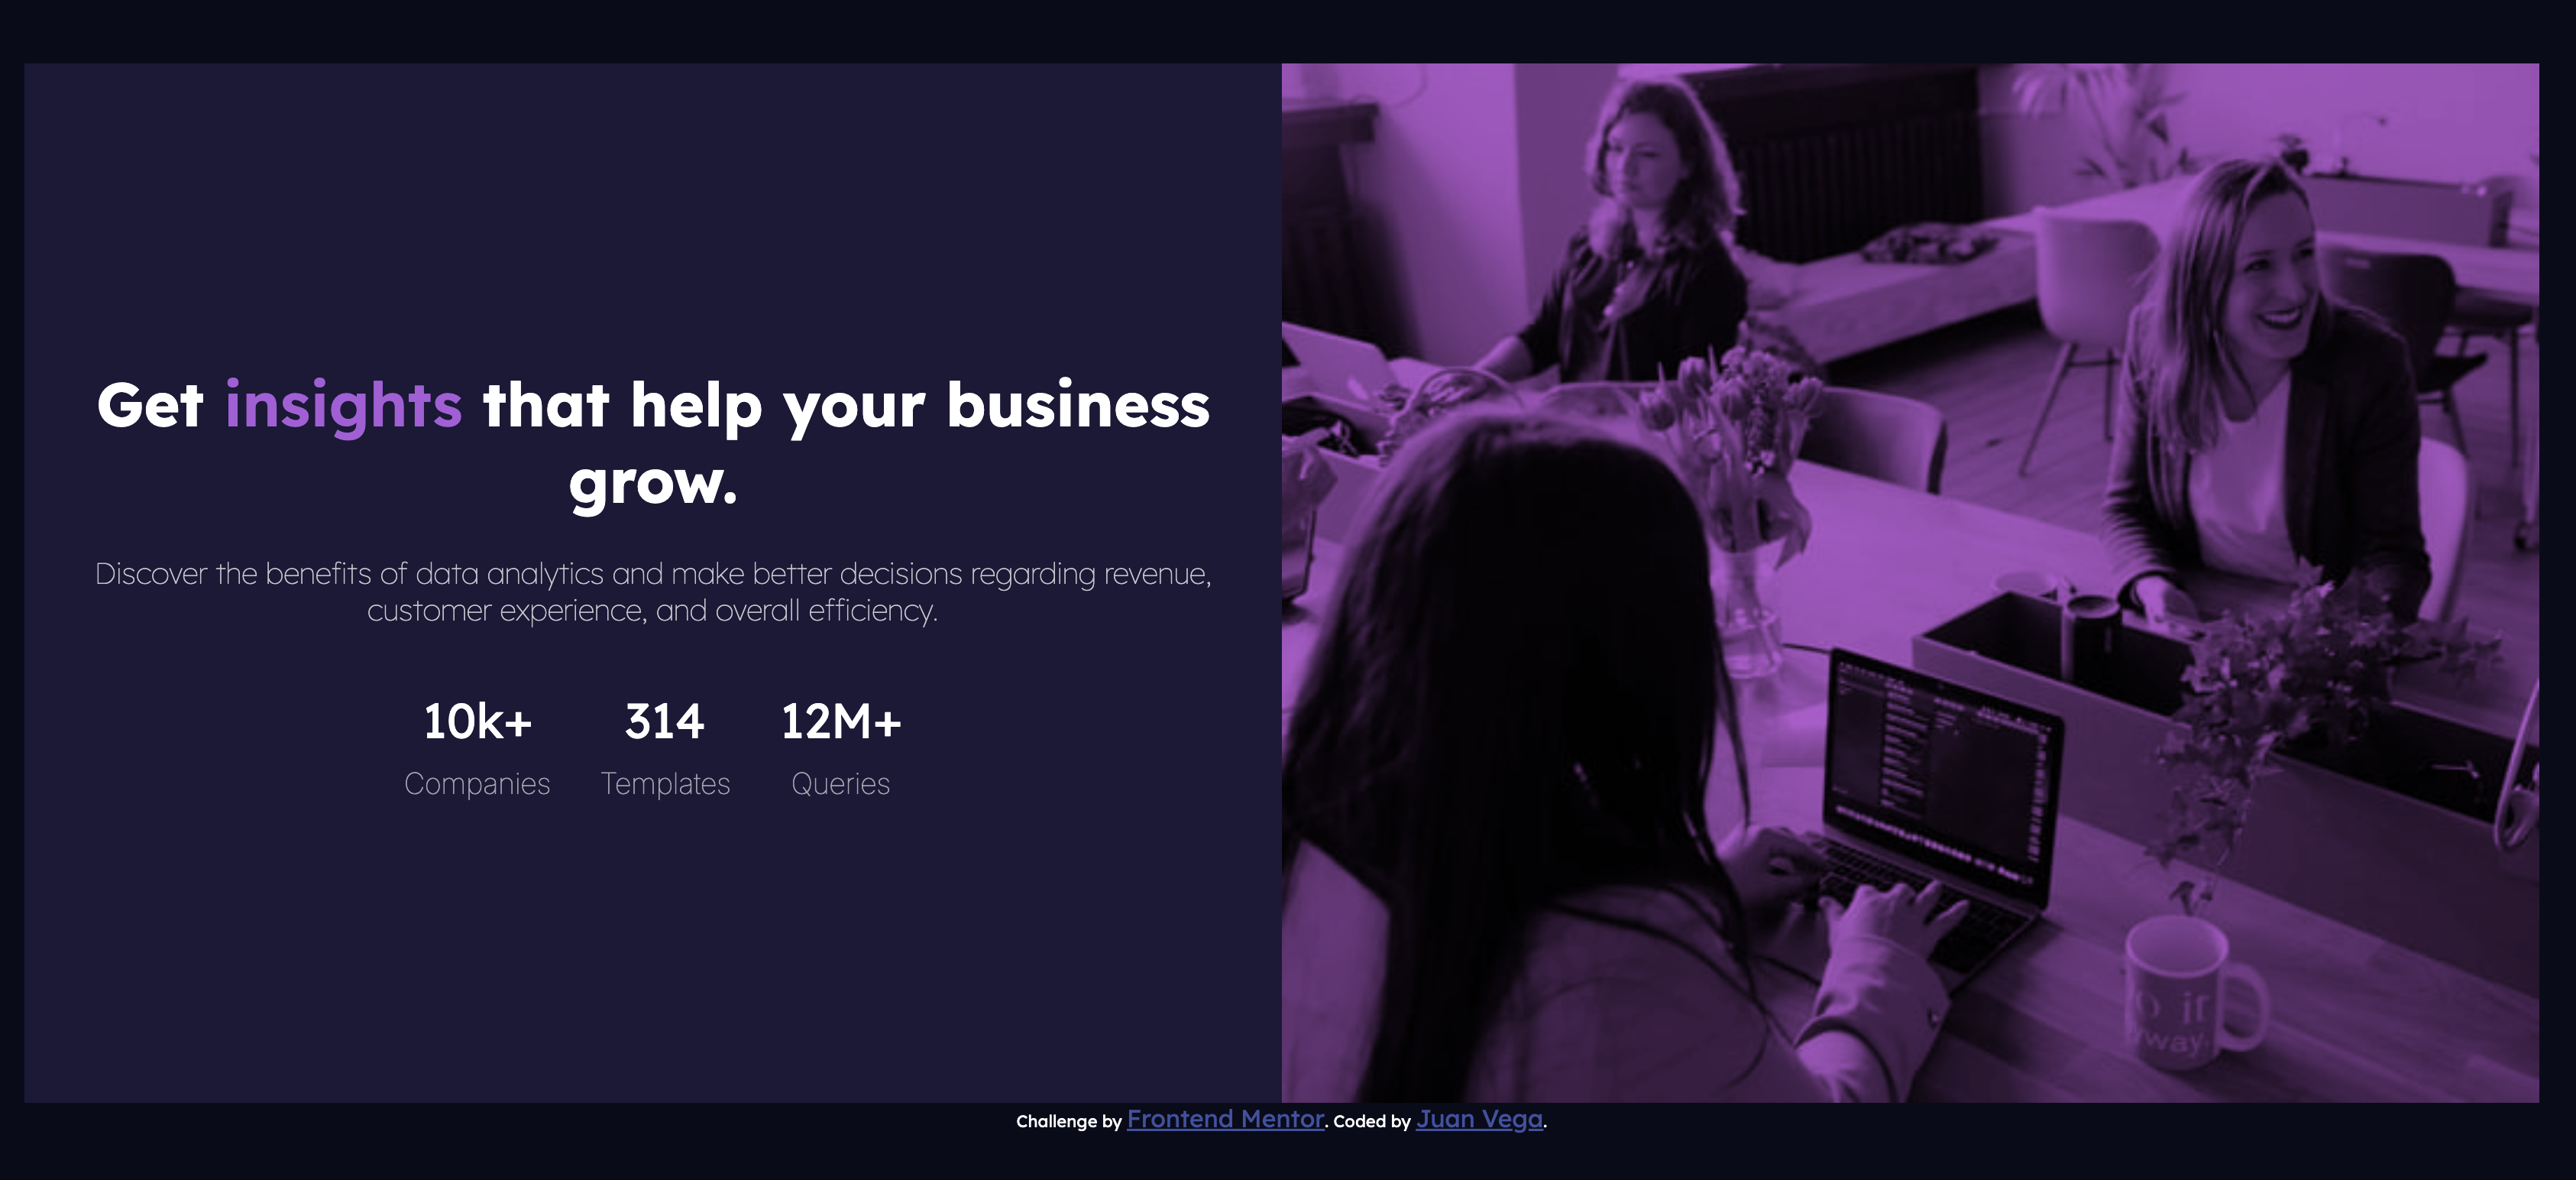 Get insights that help your business
grow.
Discover the benefits of data analytics and make better decisions regarding revenue,
customer experience, and overall efficiency.
10k+ 314 12M+
Companies Templates Queries
o it
yway
Challenge by Frontend Mentor. Coded by Juan Vega.